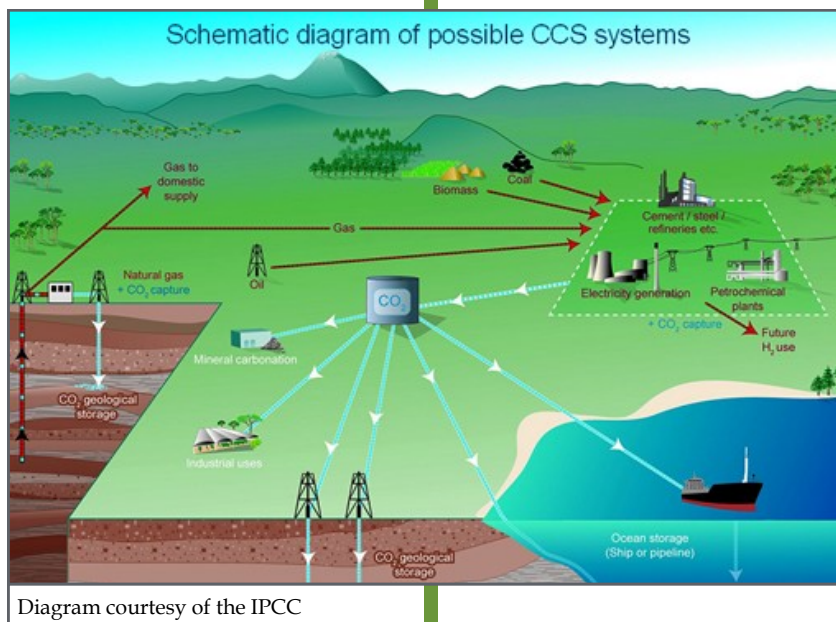 Schematic diagram of possible CCS systems
Gas to
domestic
supply
Biomass
Coal
Cement / steel /
refineries etc.
Gas
Oil
Natural gas
+ CO₂ capture
CO₂
Electricity generation
Petrochemical
plants
+ CO₂ capture
Future
H₂ use
Mineral carbonation
CO₂ geological
storage
Industrial uses
CO₂ geological
storage
Ocean storage
(Ship or pipeline)
Diagram courtesy of the IPCC